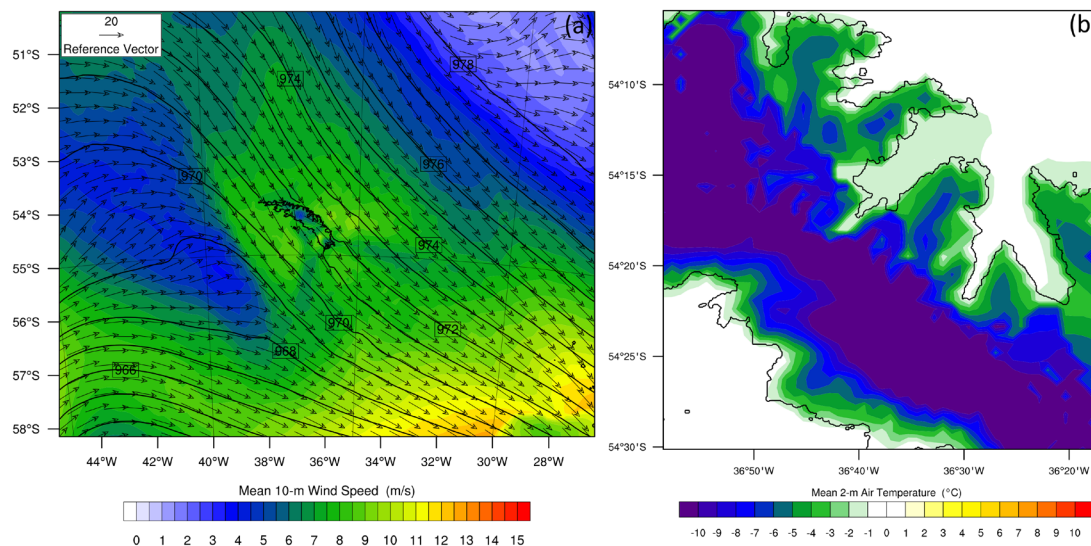 20
Reference Vector
(a)
51°S
52°S
53°S
54°S
55°S
56°S
57°S
58°S
978
974
976
970
974
970
972
968
966
44°W 42°W 40°W 38°W 36°W 34°W 32°W 30°W 28°W
Mean 10-m Wind Speed (m/s)
0 1 2 3 4 5 6 7 8 9 10 11 12 13 14 15
(b)
54°10'S
54°15'S
54°20'S
54°25'S
54°30'S
36°50'W 36°40'W 36°30'W 36°20'W
Mean 2-m Air Temperature (°C)
-10 -9 -8 -7 -6 -5 -4 -3 -2 -1 0 1 2 3 4 5 6 7 8 9 10